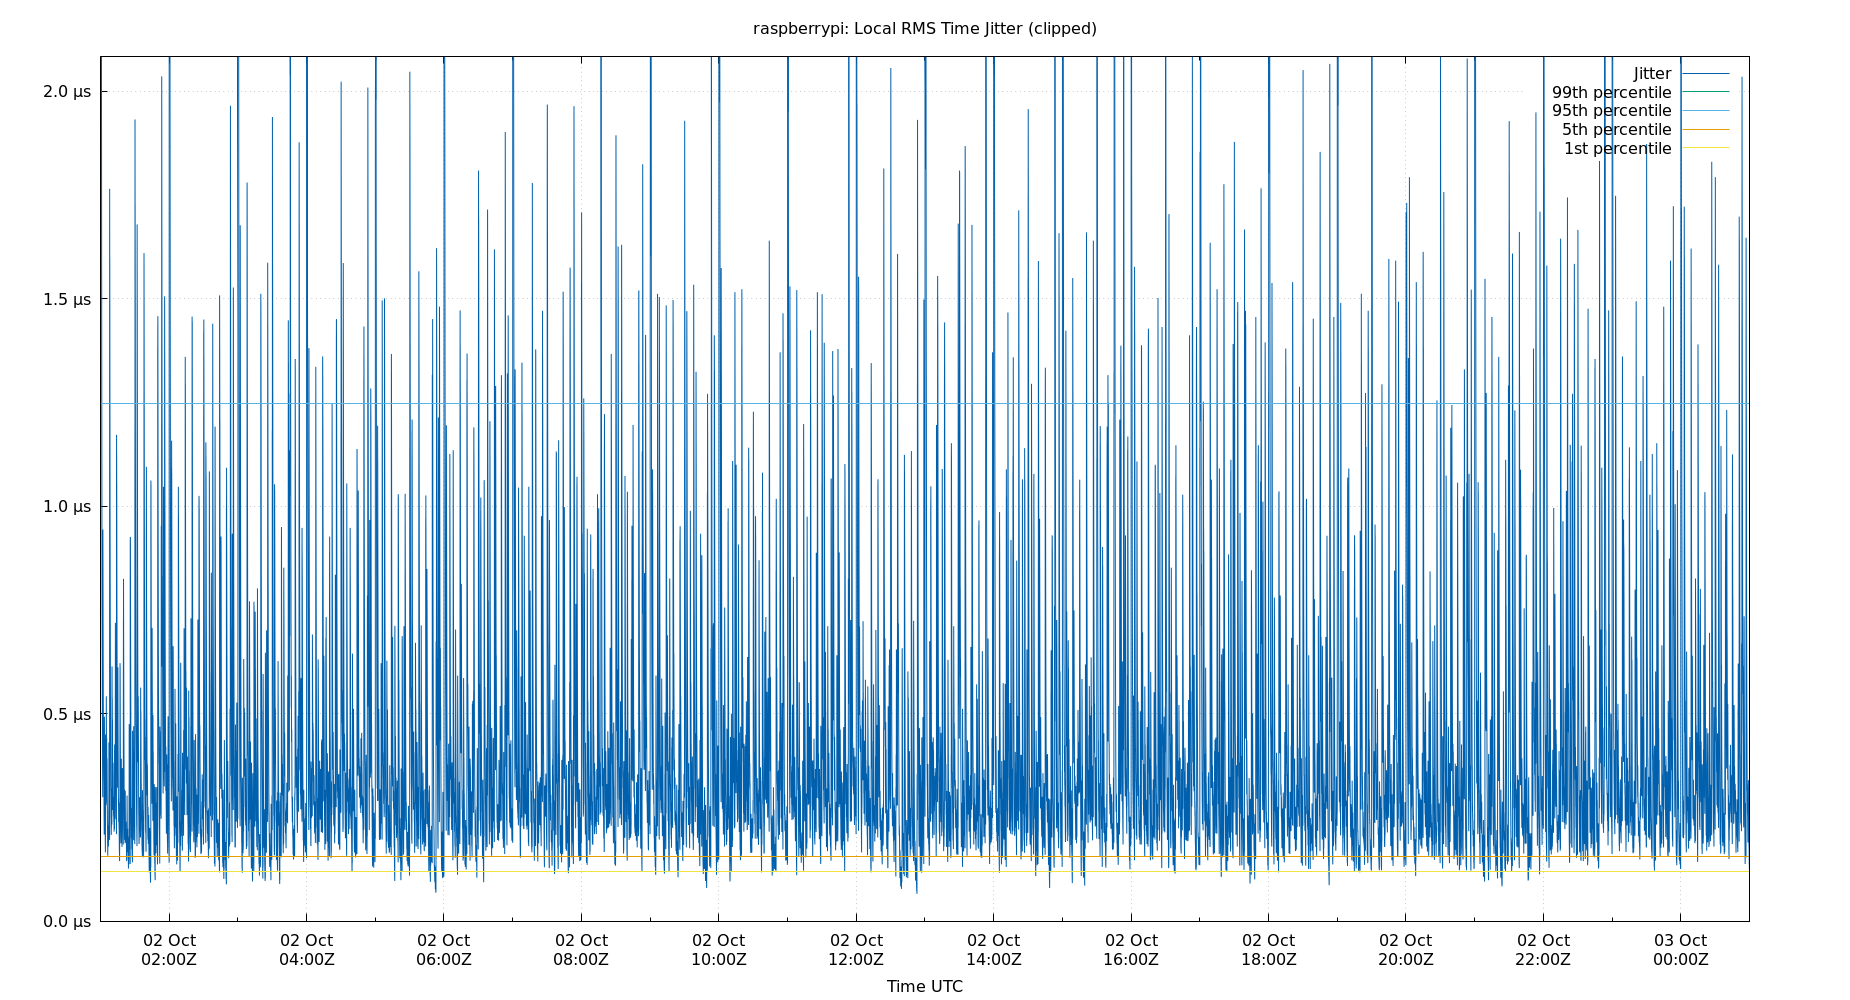 raspberrypi: Local RMS Time Jitter (clipped)
Jitter
99th percentile
95th percentile
5th percentile
1st percentile
2.0 μs
1.5 μs
1.0 μs
0.5 μs
0.0 μs
02 Oct 02 Oct 02 Oct 02 Oct 02 Oct 02 Oct 02 Oct 02 Oct 02 Oct 02 Oct 02 Oct 03 Oct
02:00Z 04:00Z 06:00Z 08:00Z 10:00Z 12:00Z 14:00Z 16:00Z 18:00Z 20:00Z 22:00Z 00:00Z
Time UTC